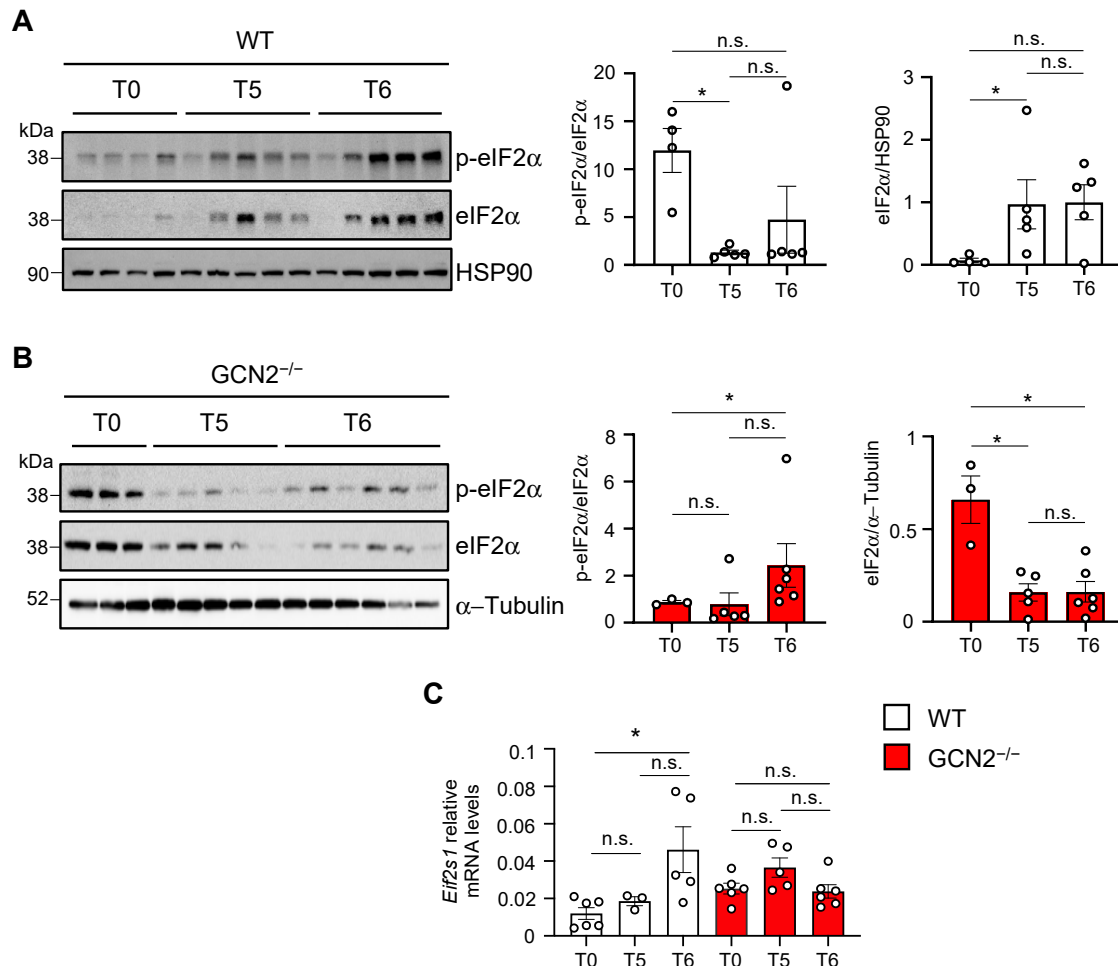 A
WT
T0 T5 T6
kDa
38 p-eIF2α
38 eIF2α
90 HSP90
n.s.
n.s.
*
20
15
10
5
0
p-eIF2α/eIF2α
T0 T5 T6
n.s.
n.s.
*
3
2
1
0
eIF2α/HSP90
T0 T5 T6
B
GCN2−/−
T0 T5 T6
kDa
38 p-eIF2α
38 eIF2α
52 α–Tubulin
*
n.s.
n.s.
8
6
4
2
0
p-eIF2α/eIF2α
T0 T5 T6
*
*
n.s.
1
0.5
0
eIF2α/α–Tubulin
T0 T5 T6
C
WT
GCN2−/−
*
n.s.
n.s.
n.s.
n.s.
n.s.
0.1
0.08
0.06
0.04
0.02
0
Eif2s1 relative
mRNA levels
T0 T5 T6 T0 T5 T6